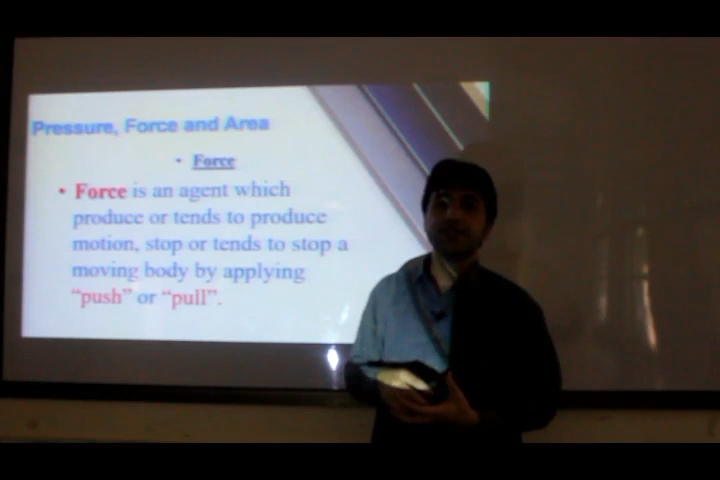 Pressure, Force and Area
• Force
• Force is an agent which
produce or tends to produce
motion, stop or tends to stop a
moving body by applying
“push” or “pull”.